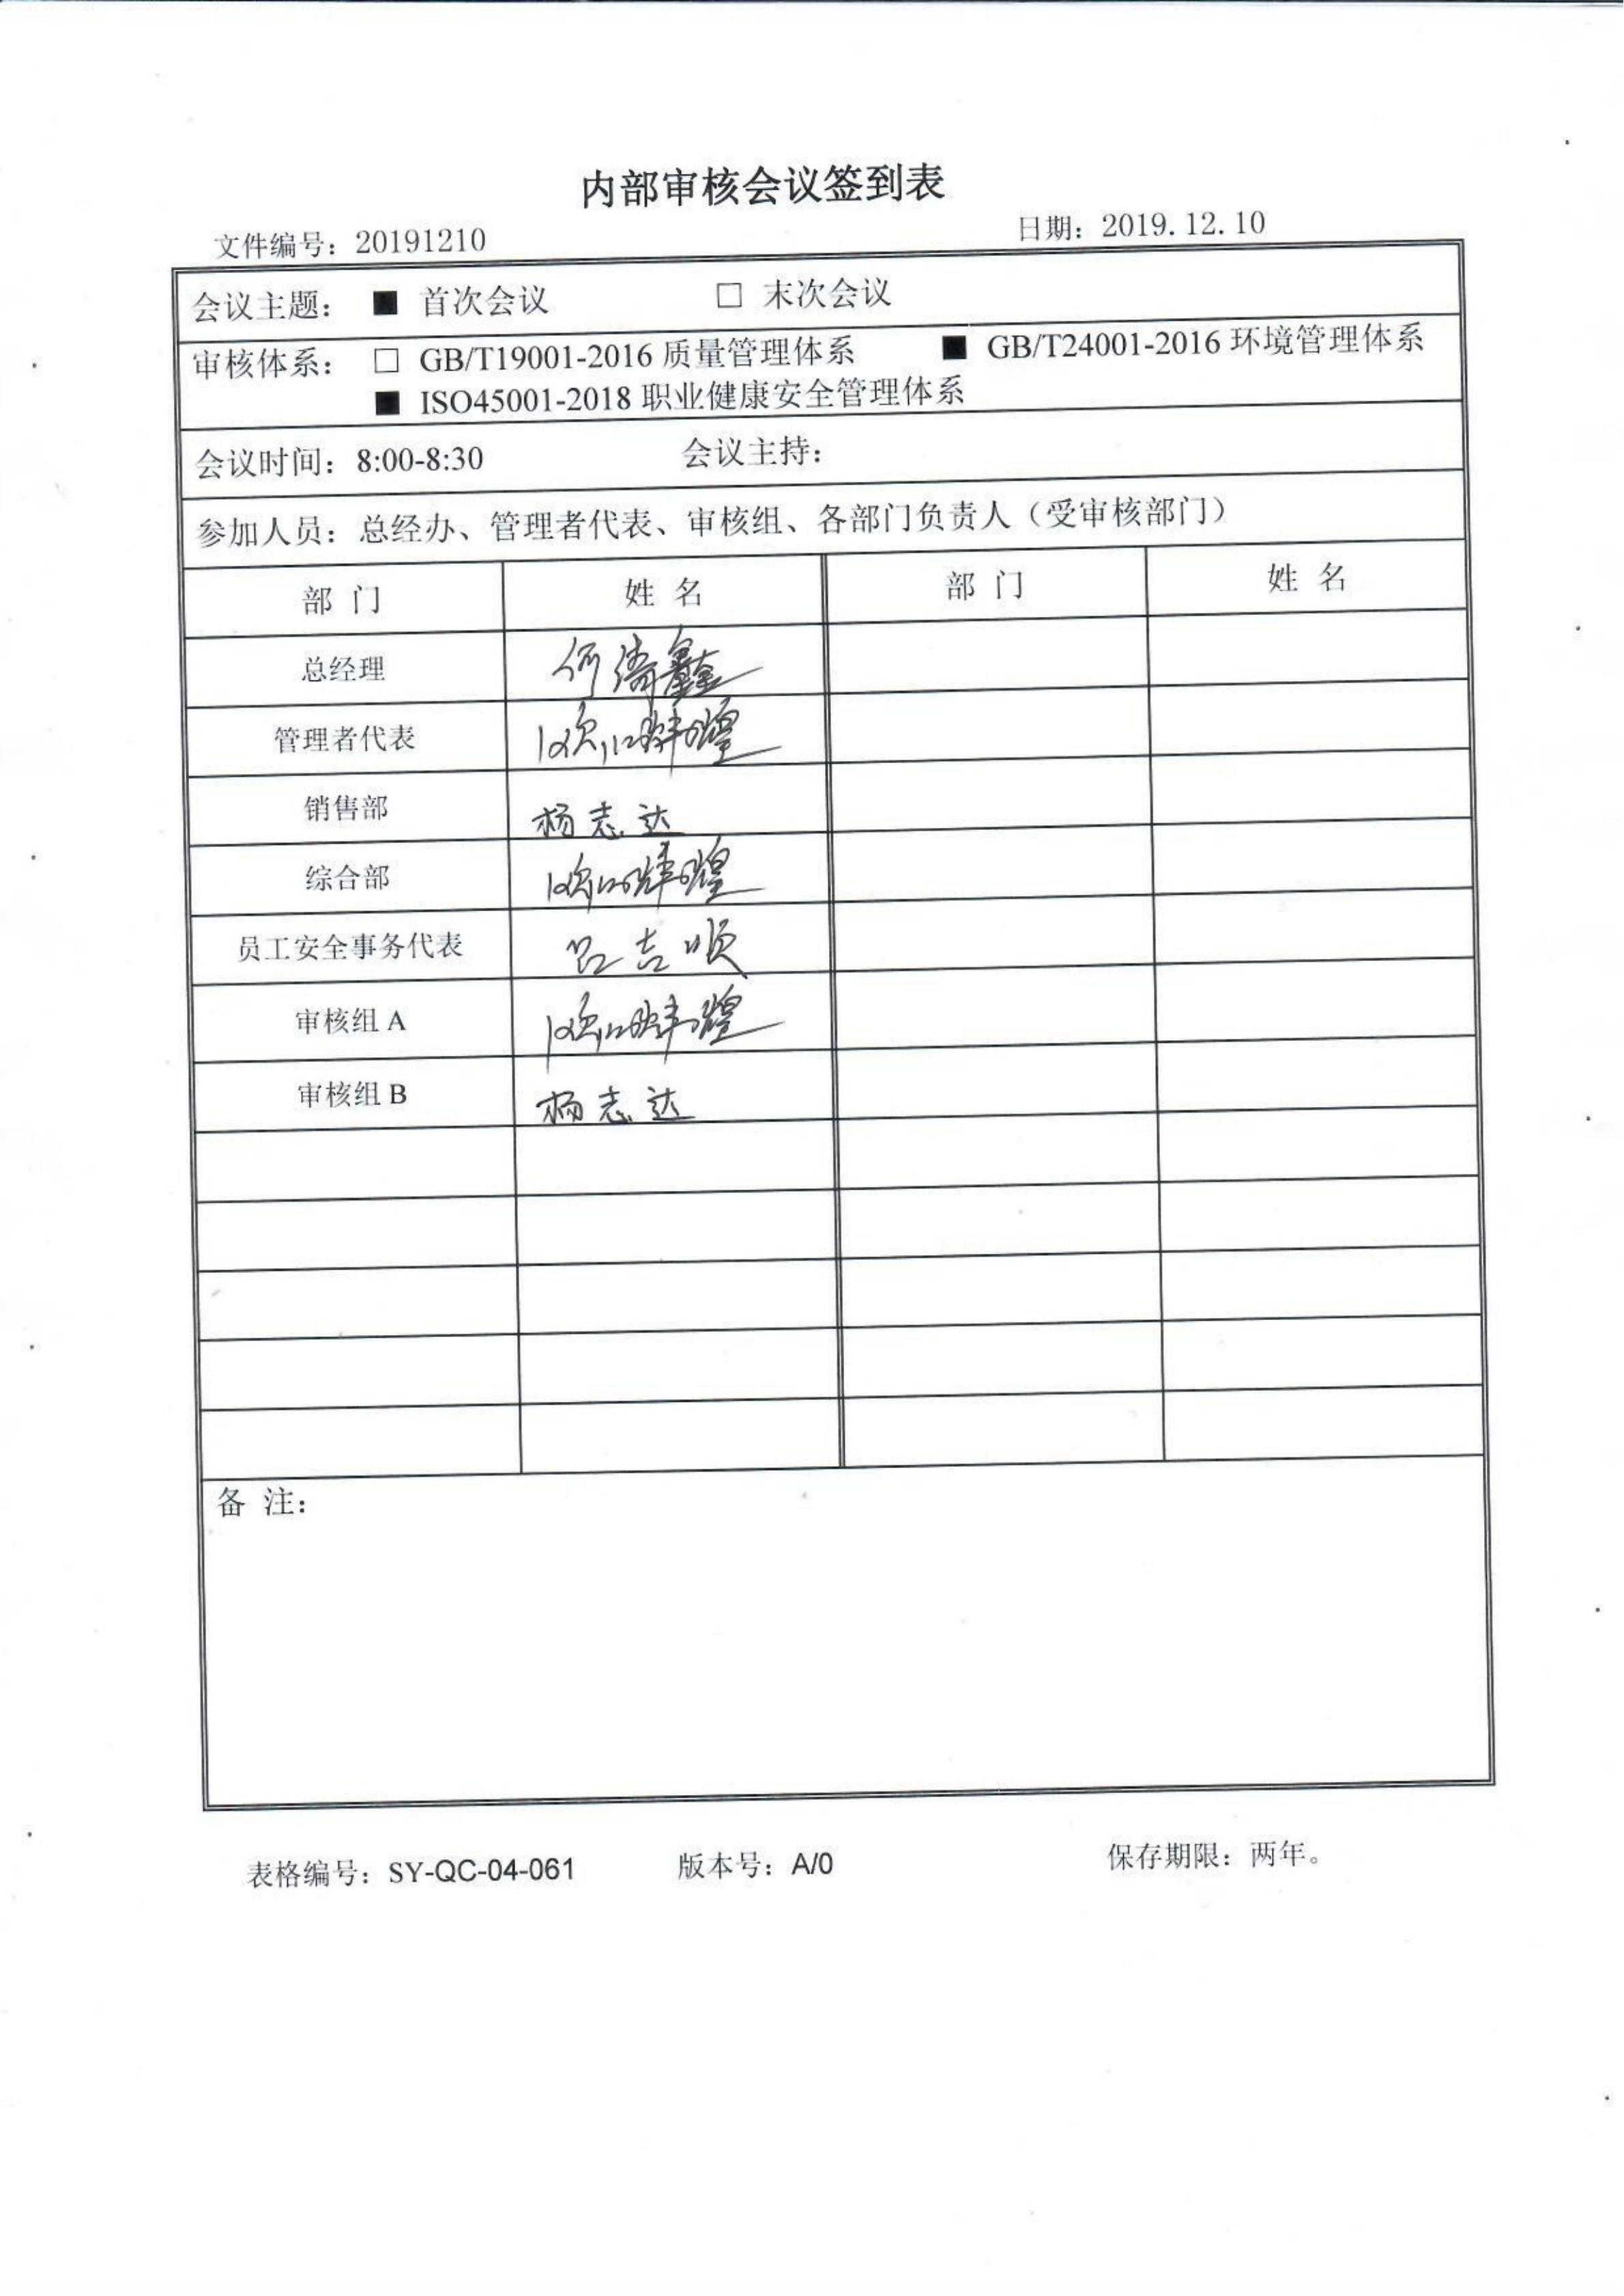 内部审核会议签到表
文件编号：20191210 日期：2019.12.10
会议主题： ■ 首次会议 □ 末次会议
审核体系： □ GB/T19001-2016 质量管理体系 ■ GB/T24001-2016 环境管理体系
■ ISO45001-2018 职业健康安全管理体系
会议时间：8:00-8:30 会议主持：
参加人员：总经办、管理者代表、审核组、各部门负责人（受审核部门）
部 门 姓 名 部 门 姓 名
总经理
管理者代表
销售部 杨志达
综合部
员工安全事务代表 吕吉顺
审核组 A
审核组 B 杨志达
备 注：
表格编号：SY-QC-04-061 版本号：A/0 保存期限：两年。